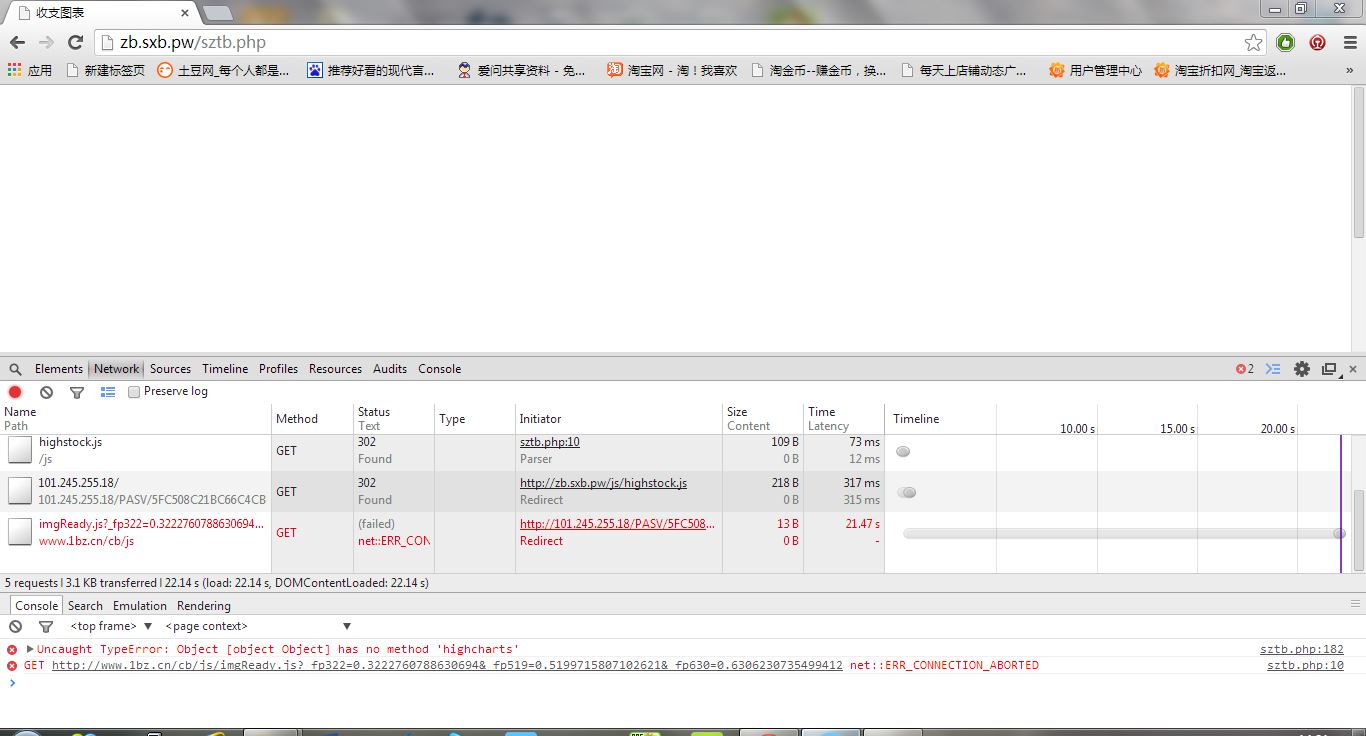 收支图表
zb.sxb.pw/sztb.php
应用 新建标签页 土豆网_每个人都是... 推荐好看的现代言... 爱问共享资料 - 免... 淘宝网 - 淘！我喜欢 淘金币--赚金币，换... 每天上店铺动态广... 用户管理中心 淘宝折扣网_淘宝返... »
Elements Network Sources Timeline Profiles Resources Audits Console 2
Preserve log
Name Method Status Type Initiator Size Time Timeline
Path Text Content Latency 10.00 s 15.00 s 20.00 s
highstock.js GET 302 sztb.php:10 109 B 73 ms
/js Found Parser 0 B 12 ms
101.245.255.18/ GET 302 http://zb.sxb.pw/js/highstock.js 218 B 317 ms
101.245.255.18/PASV/5FC508C21BC66C4CB Found Redirect 0 B 315 ms
imgReady.js?_fp322=0.3222760788630694... GET (failed) http://101.245.255.18/PASV/5FC508... 13 B 21.47 s
www.1bz.cn/cb/js net::ERR_CON Redirect 0 B -
5 requests | 3.1 KB transferred | 22.14 s (load: 22.14 s, DOMContentLoaded: 22.14 s)
Console Search Emulation Rendering
<top frame> ▼ <page context> ▼
▶Uncaught TypeError: Object [object Object] has no method 'highcharts' sztb.php:182
GET http://www.1bz.cn/cb/js/imgReady.js?_fp322=0.3222760788630694&_fp519=0.5199715807102621&_fp630=0.6306230735499412 net::ERR_CONNECTION_ABORTED sztb.php:10
>